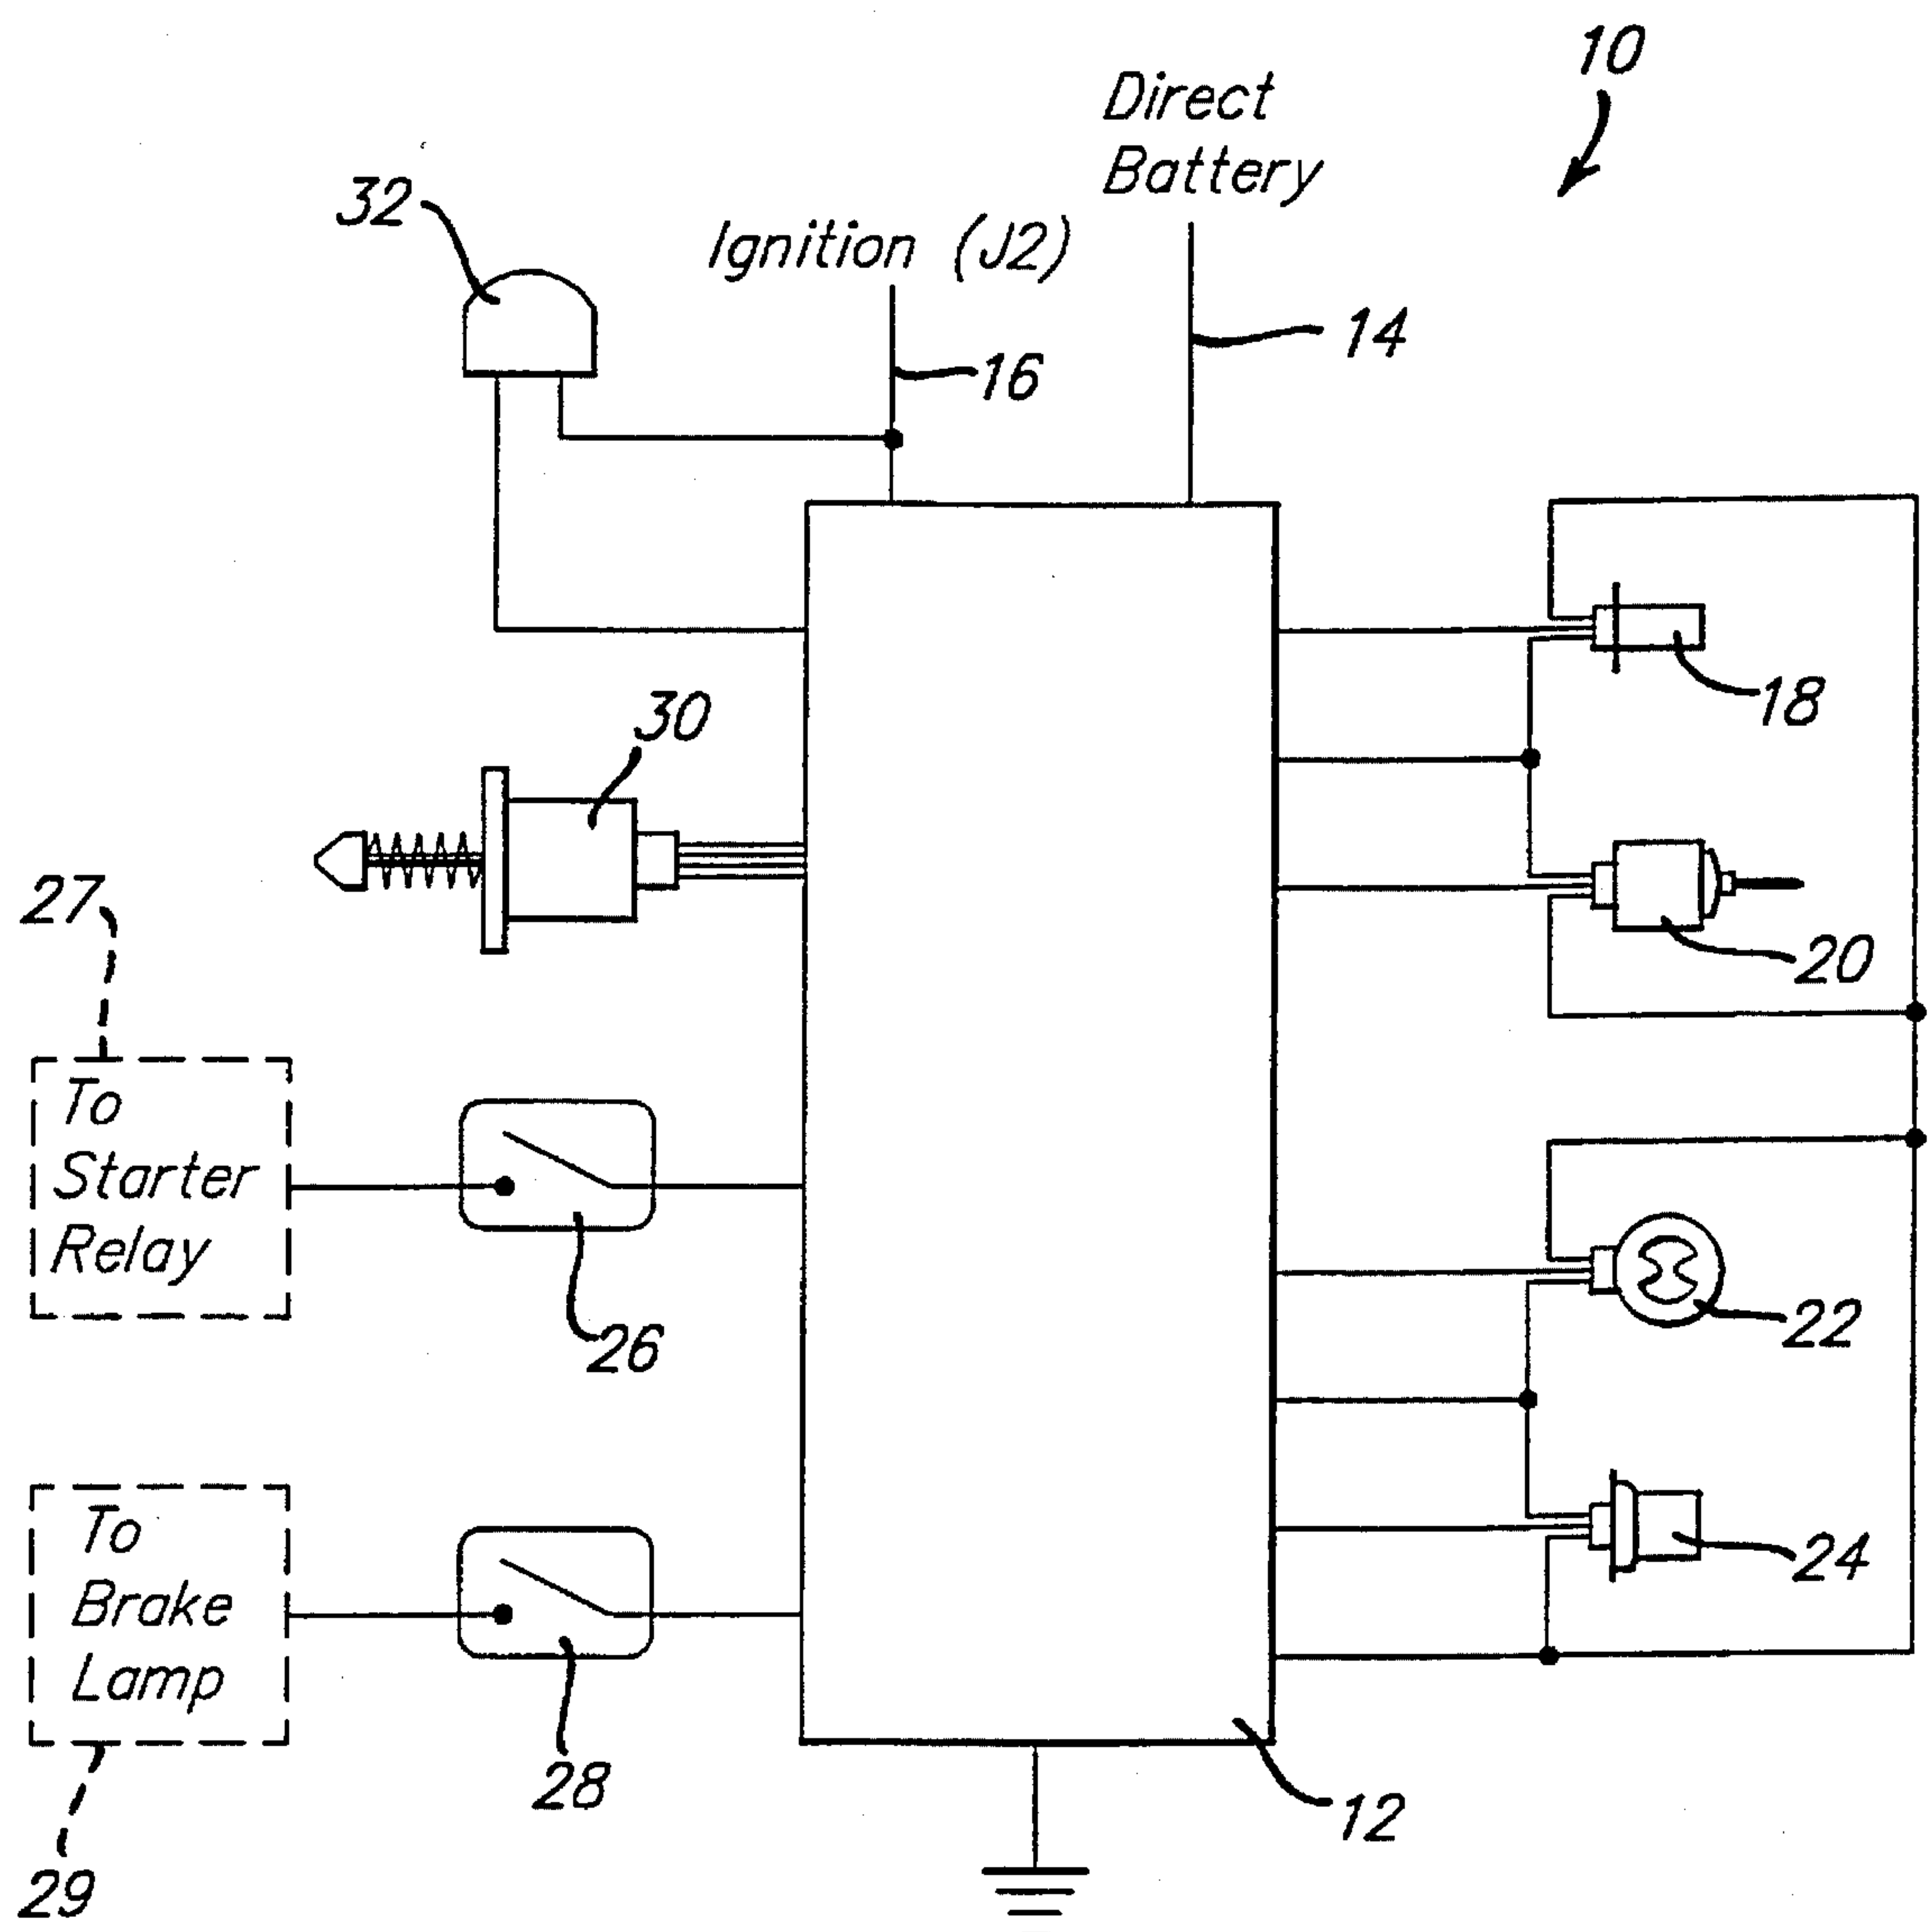 10
Direct
Battery
32
Ignition (J2)
14
16
18
30
27
20
To
Starter
Relay
26
22
To
Brake
Lamp
24
28
12
29